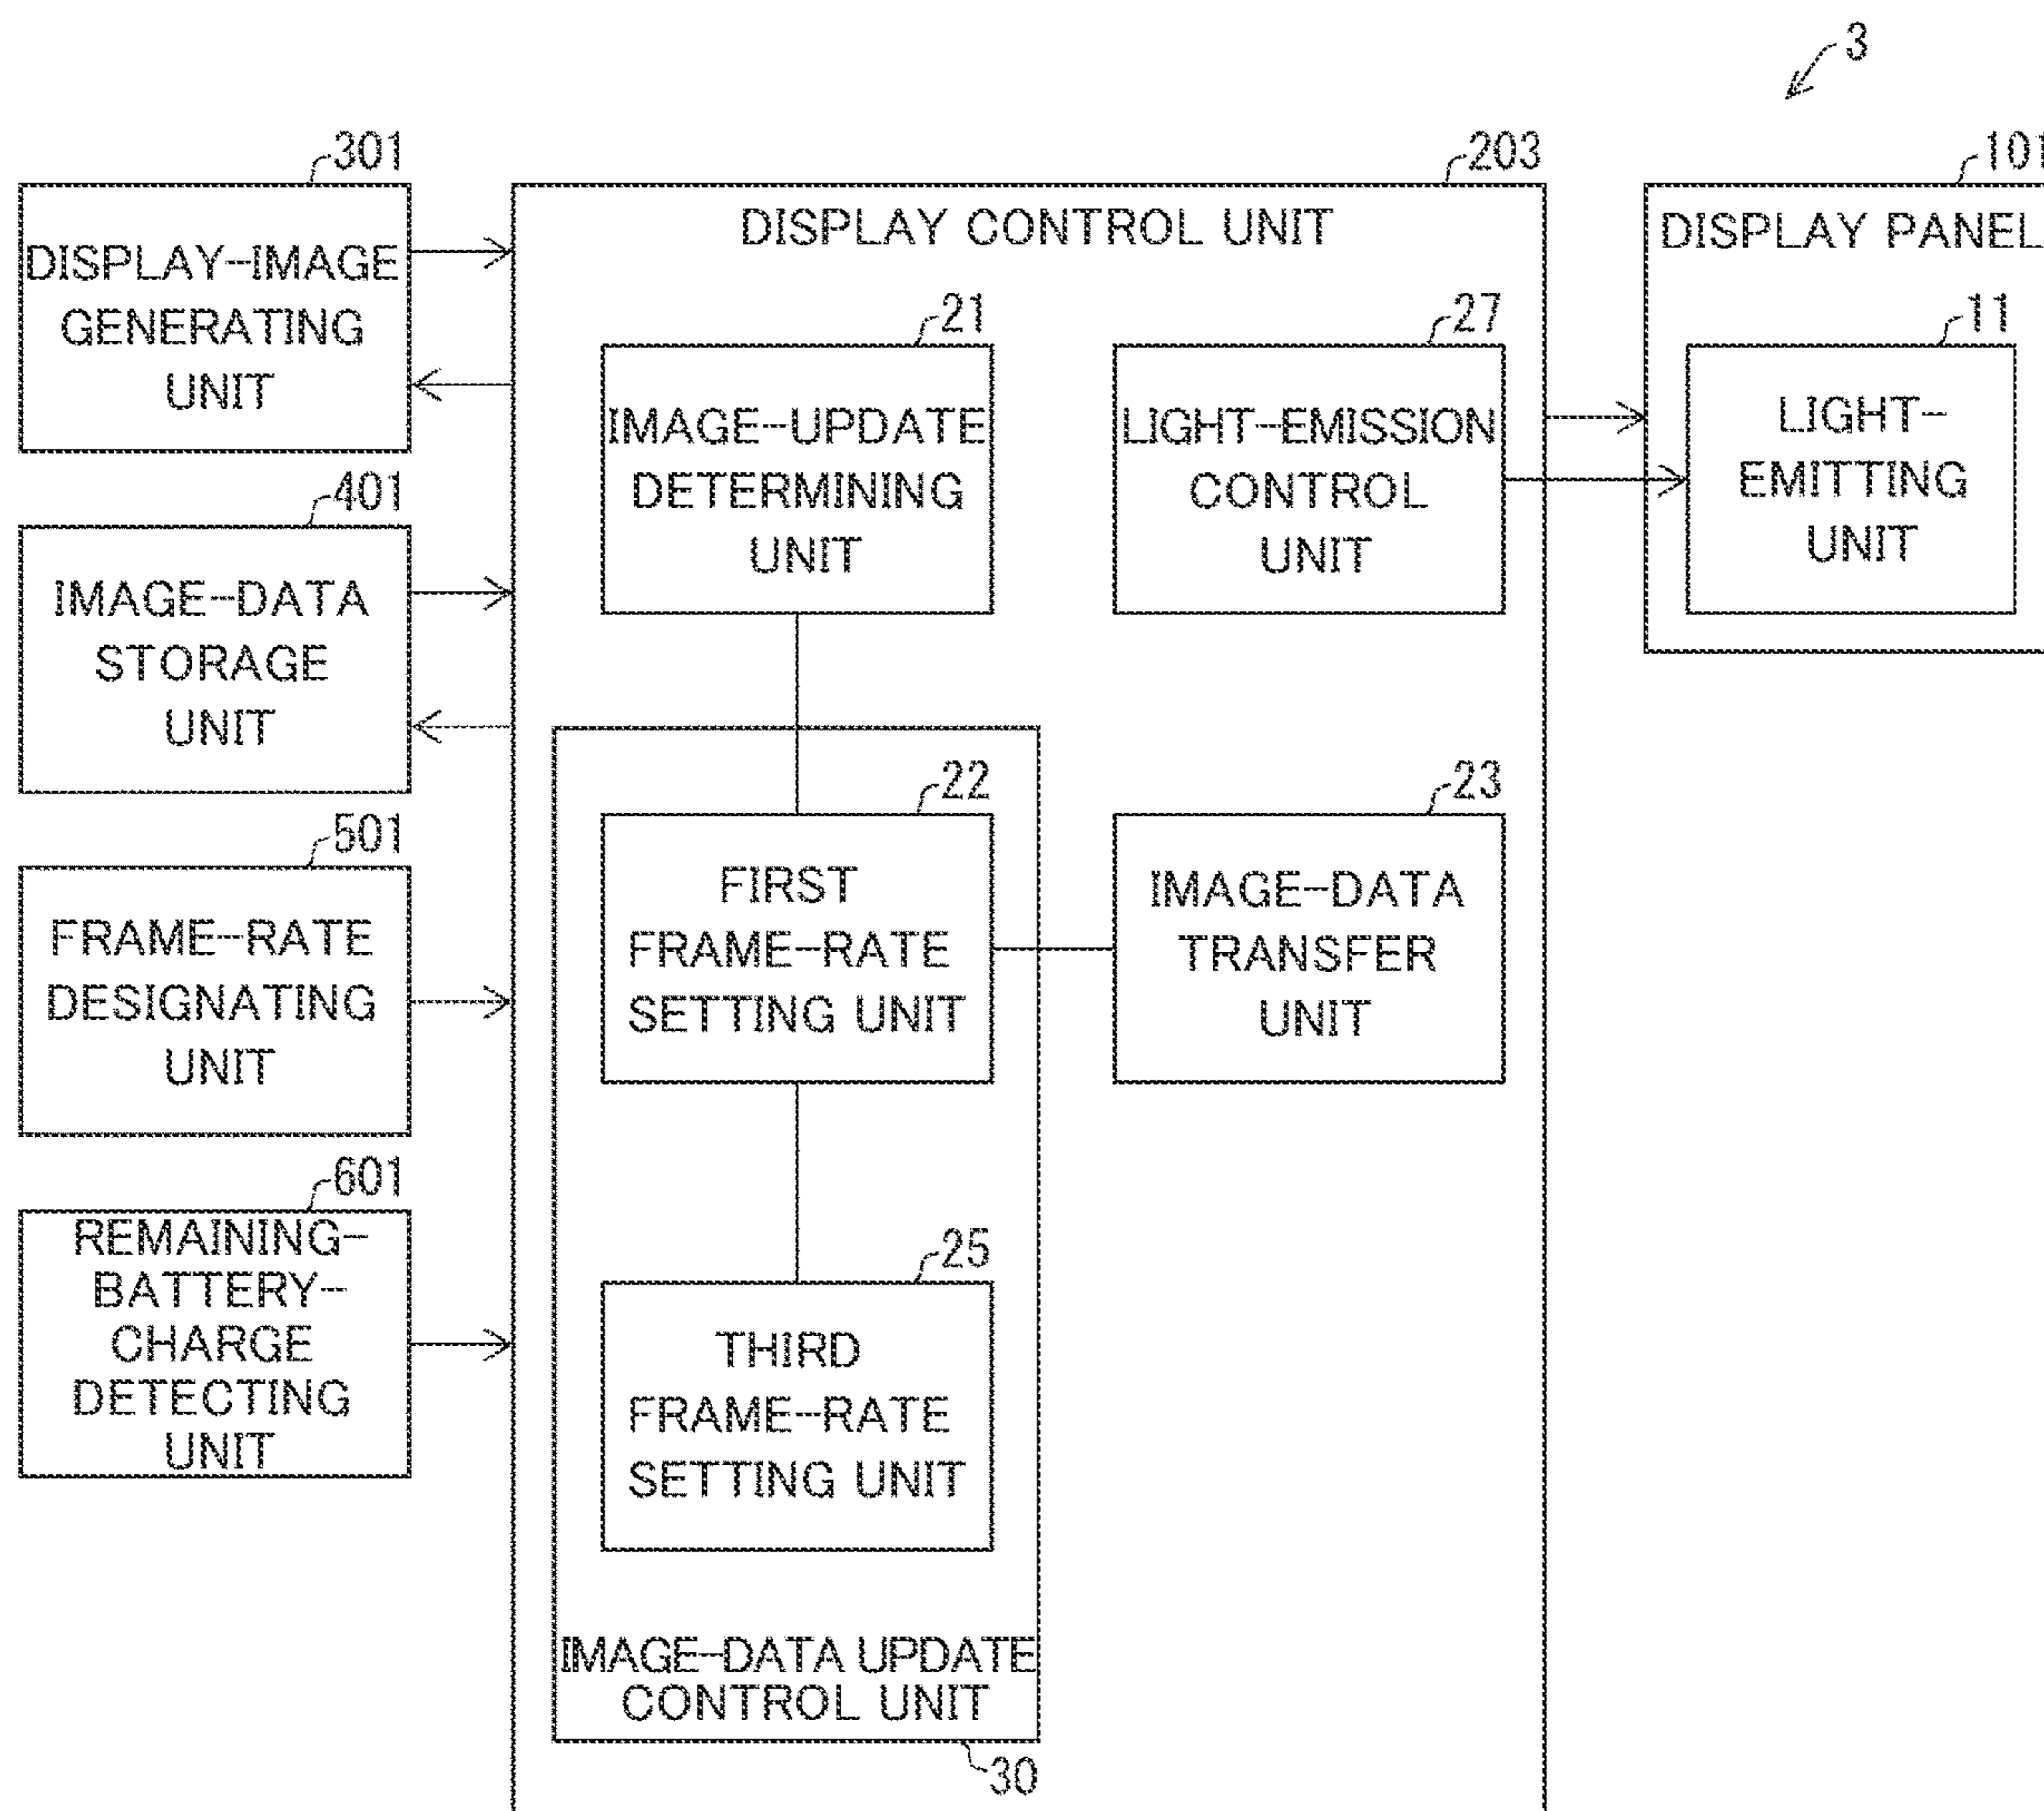 3
301
203
101
DISPLAY-IMAGE
GENERATING
UNIT
DISPLAY CONTROL UNIT
DISPLAY PANEL
21
27
11
IMAGE-UPDATE
DETERMINING
UNIT
LIGHT-EMISSION
CONTROL
UNIT
LIGHT-
EMITTING
UNIT
401
IMAGE-DATA
STORAGE
UNIT
22
23
501
FRAME-RATE
DESIGNATING
UNIT
FIRST
FRAME-RATE
SETTING UNIT
IMAGE-DATA
TRANSFER
UNIT
601
REMAINING-
BATTERY-
CHARGE
DETECTING
UNIT
25
THIRD
FRAME-RATE
SETTING UNIT
IMAGE-DATA UPDATE
CONTROL UNIT
30